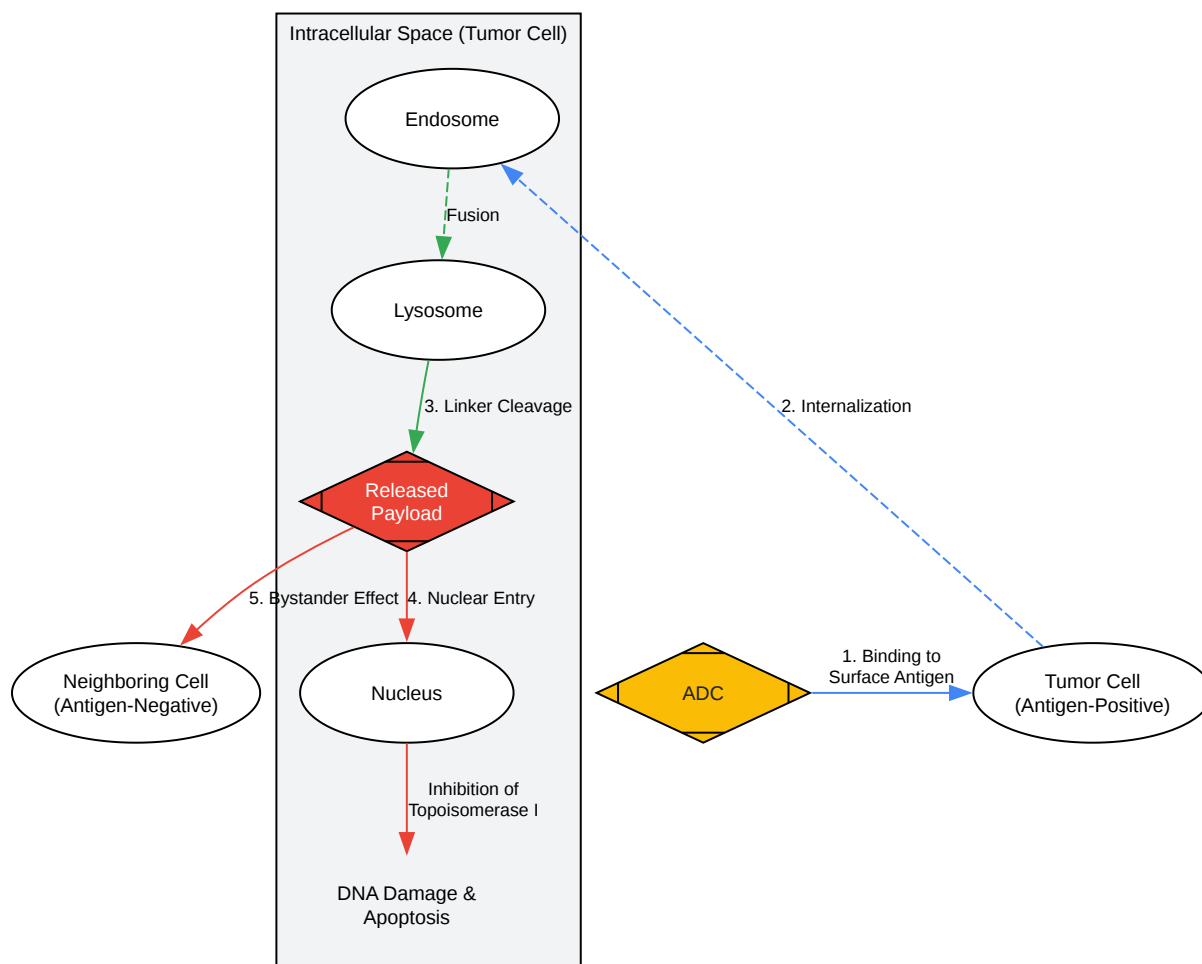 Intracellular Space (Tumor Cell)
Endosome
Fusion
Lysosome
3. Linker Cleavage
2. Internalization
Released
Payload
5. Bystander Effect
4. Nuclear Entry
Neighboring Cell
(Antigen-Negative)
Nucleus
ADC
1. Binding to
Surface Antigen
Tumor Cell
(Antigen-Positive)
Inhibition of
Topoisomerase I
DNA Damage &
Apoptosis